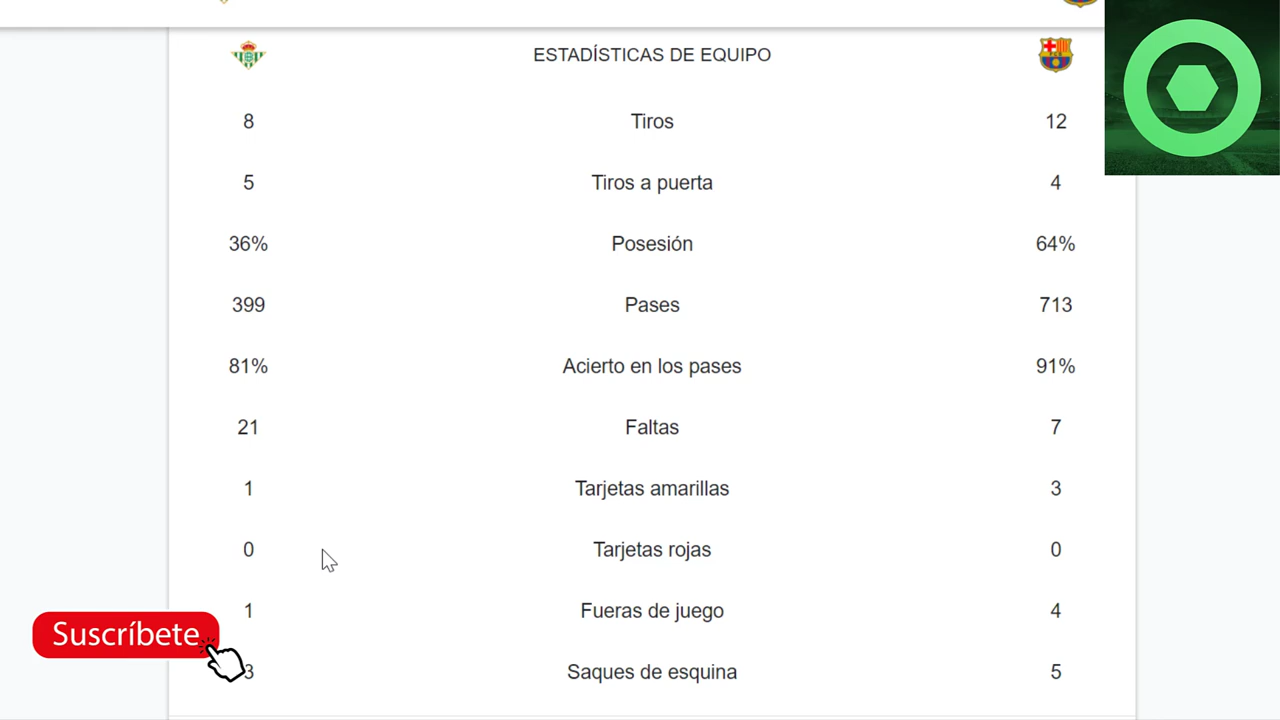 ESTADÍSTICAS DE EQUIPO
8 Tiros 12
5 Tiros a puerta 4
36% Posesión 64%
399 Pases 713
81% Acierto en los pases 91%
21 Faltas 7
1 Tarjetas amarillas 3
0 Tarjetas rojas 0
1 Fueras de juego 4
Suscríbete
3 Saques de esquina 5